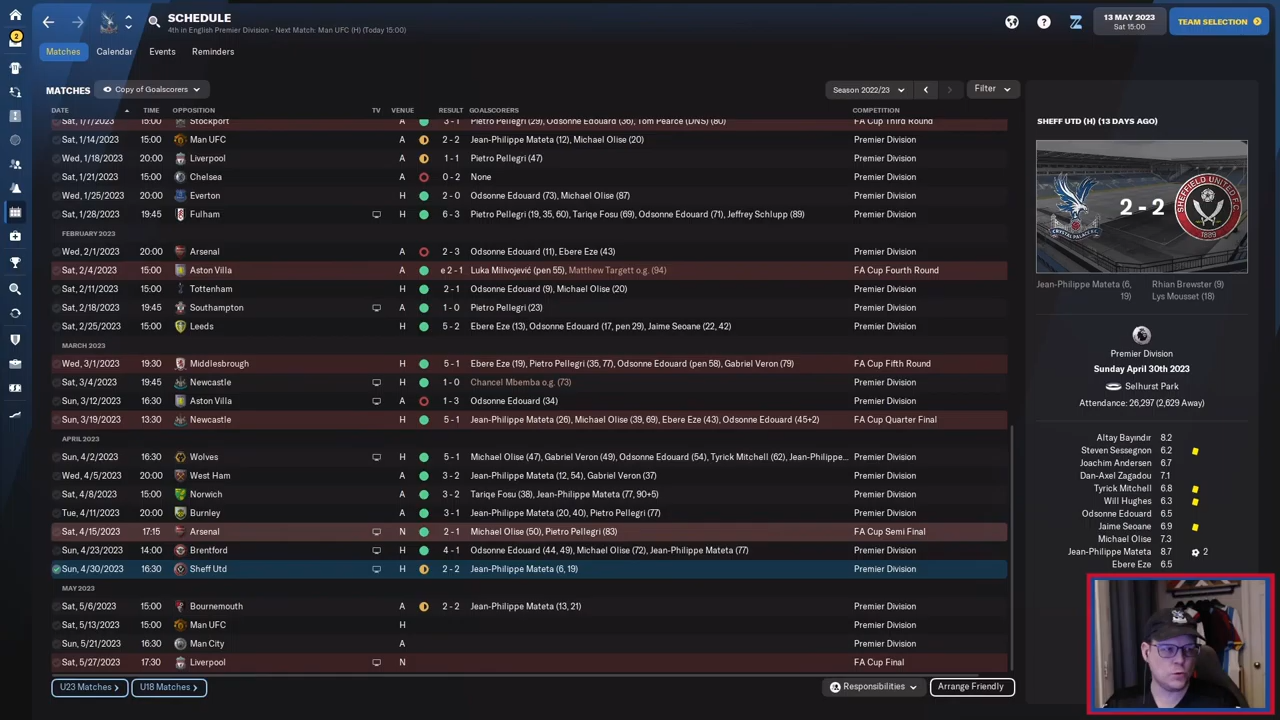 SCHEDULE
4th in English Premier Division - Next Match: Man UFC (H) (Today 15:00)
2
13 MAY 2023
Sat 15:00
TEAM SELECTION
Matches Calendar Events Reminders
MATCHES Copy of Goalscorers Season 2022/23 Filter
DATE TIME OPPOSITION TV VENUE RESULT GOALSCORERS COMPETITION
Sat, 1/7/2023 15:00 Stockport A 3 - 1 Pietro Pellegri (29), Odsonne Edouard (36), Tom Pearce (DNS) (80) FA Cup Third Round
Sat, 1/14/2023 15:00 Man UFC A 2 - 2 Jean-Philippe Mateta (12), Michael Olise (20) Premier Division
Wed, 1/18/2023 20:00 Liverpool A 1 - 1 Pietro Pellegri (47) Premier Division
Sat, 1/21/2023 15:00 Chelsea A 0 - 2 None Premier Division
Wed, 1/25/2023 20:00 Everton H 2 - 0 Odsonne Edouard (73), Michael Olise (87) Premier Division
Sat, 1/28/2023 19:45 Fulham H 6 - 3 Pietro Pellegri (19, 35, 60), Tariqe Fosu (69), Odsonne Edouard (71), Jeffrey Schlupp (89) Premier Division
FEBRUARY 2023
Wed, 2/1/2023 20:00 Arsenal A 2 - 3 Odsonne Edouard (11), Ebere Eze (43) Premier Division
Sat, 2/4/2023 15:00 Aston Villa A e 2 - 1 Luka Milivojević (pen 55), Matthew Targett o.g. (94) FA Cup Fourth Round
Sat, 2/11/2023 15:00 Tottenham H 2 - 1 Odsonne Edouard (9), Michael Olise (20) Premier Division
Sat, 2/18/2023 19:45 Southampton A 1 - 0 Pietro Pellegri (23) Premier Division
Sat, 2/25/2023 15:00 Leeds H 5 - 2 Ebere Eze (13), Odsonne Edouard (17, pen 29), Jaime Seoane (22, 42) Premier Division
MARCH 2023
Wed, 3/1/2023 19:30 Middlesbrough H 5 - 1 Ebere Eze (19), Pietro Pellegri (35, 77), Odsonne Edouard (pen 58), Gabriel Veron (79) FA Cup Fifth Round
Sat, 3/4/2023 19:45 Newcastle H 1 - 0 Chancel Mbemba o.g. (73) Premier Division
Sun, 3/12/2023 16:30 Aston Villa A 1 - 3 Odsonne Edouard (34) Premier Division
Sun, 3/19/2023 13:30 Newcastle H 5 - 1 Jean-Philippe Mateta (26), Michael Olise (39, 69), Ebere Eze (43), Odsonne Edouard (45+2) FA Cup Quarter Final
APRIL 2023
Sun, 4/2/2023 16:30 Wolves H 5 - 1 Michael Olise (47), Gabriel Veron (49), Odsonne Edouard (54), Tyrick Mitchell (62), Jean-Philippe... Premier Division
Wed, 4/5/2023 20:00 West Ham H 3 - 2 Jean-Philippe Mateta (12, 54), Gabriel Veron (37) Premier Division
Sat, 4/8/2023 15:00 Norwich A 3 - 2 Tariqe Fosu (38), Jean-Philippe Mateta (77, 90+5) Premier Division
Tue, 4/11/2023 20:00 Burnley A 3 - 1 Jean-Philippe Mateta (20, 40), Pietro Pellegri (77) Premier Division
Sat, 4/15/2023 17:15 Arsenal N 2 - 1 Michael Olise (50), Pietro Pellegri (83) FA Cup Semi Final
Sun, 4/23/2023 14:00 Brentford H 4 - 1 Odsonne Edouard (44, 49), Michael Olise (72), Jean-Philippe Mateta (77) Premier Division
Sun, 4/30/2023 16:30 Sheff Utd H 2 - 2 Jean-Philippe Mateta (6, 19) Premier Division
MAY 2023
Sat, 5/6/2023 15:00 Bournemouth A 2 - 2 Jean-Philippe Mateta (13, 21) Premier Division
Sat, 5/13/2023 15:00 Man UFC H Premier Division
Sun, 5/21/2023 16:30 Man City A Premier Division
Sat, 5/27/2023 17:30 Liverpool N FA Cup Final
U23 Matches U18 Matches Responsibilities Arrange Friendly
SHEFF UTD (H) (13 DAYS AGO)
CRYSTAL PALACE F.C.
2 - 2
SHEFFIELD UNITED F.C.
1889
Jean-Philippe Mateta (6, Rhian Brewster (9)
19) Lys Mousset (18)
Premier Division
Sunday April 30th 2023
Selhurst Park
Attendance: 26,297 (2,629 Away)
Altay Bayındır 8.2
Steven Sessegnon 6.2
Joachim Andersen 6.7
Dan-Axel Zagadou 7.1
Tyrick Mitchell 6.8
Will Hughes 6.3
Odsonne Edouard 6.5
Jaime Seoane 6.9
Michael Olise 7.3
Jean-Philippe Mateta 8.7 2
Ebere Eze 6.5